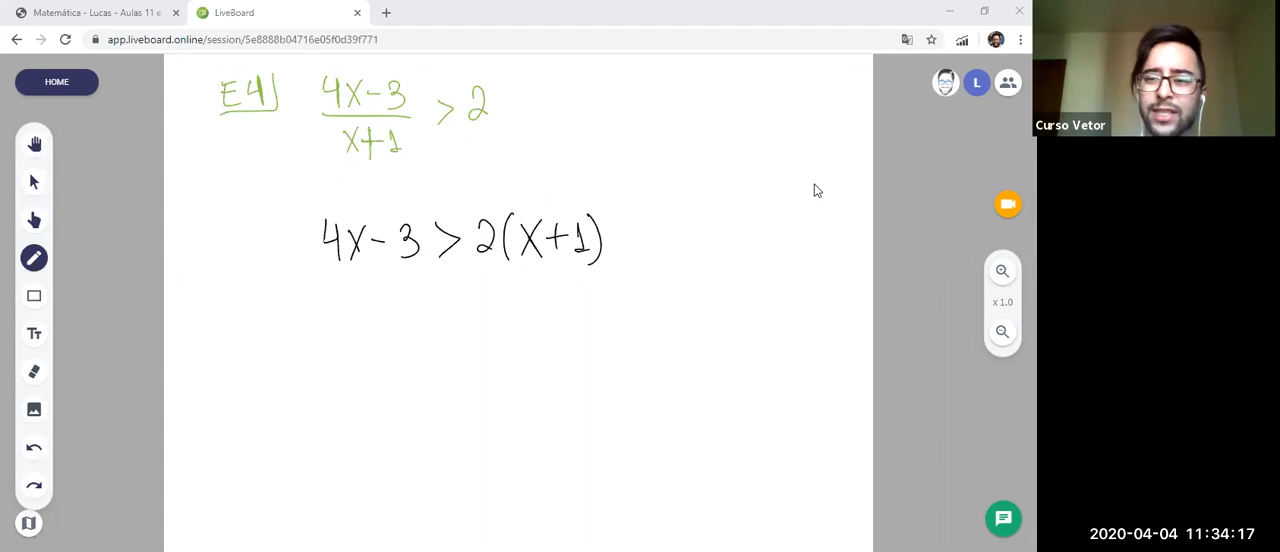 Matemática - Lucas - Aulas 11 e
LiveBoard
app.liveboard.online/session/5e8888b04716e05f0d39f771
HOME
L
Curso Vetor
E4
4x-3
> 2
x+1
4x-3 > 2(x+1)
Tт
x 1.0
2020-04-04 11:34:17